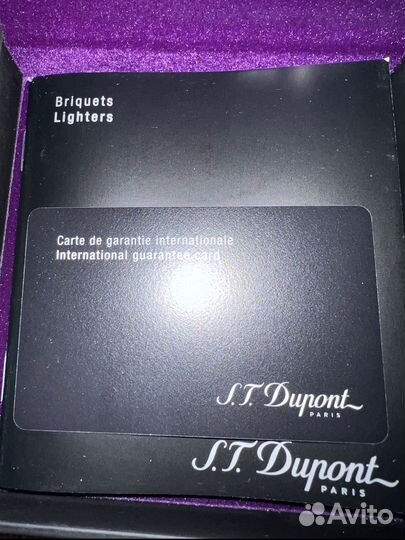 Briquets
Lighters
Carte de garantie internationale
International guarantee card
S.T. Dupont
PARIS
S.T. Dupont
PARIS
Avito